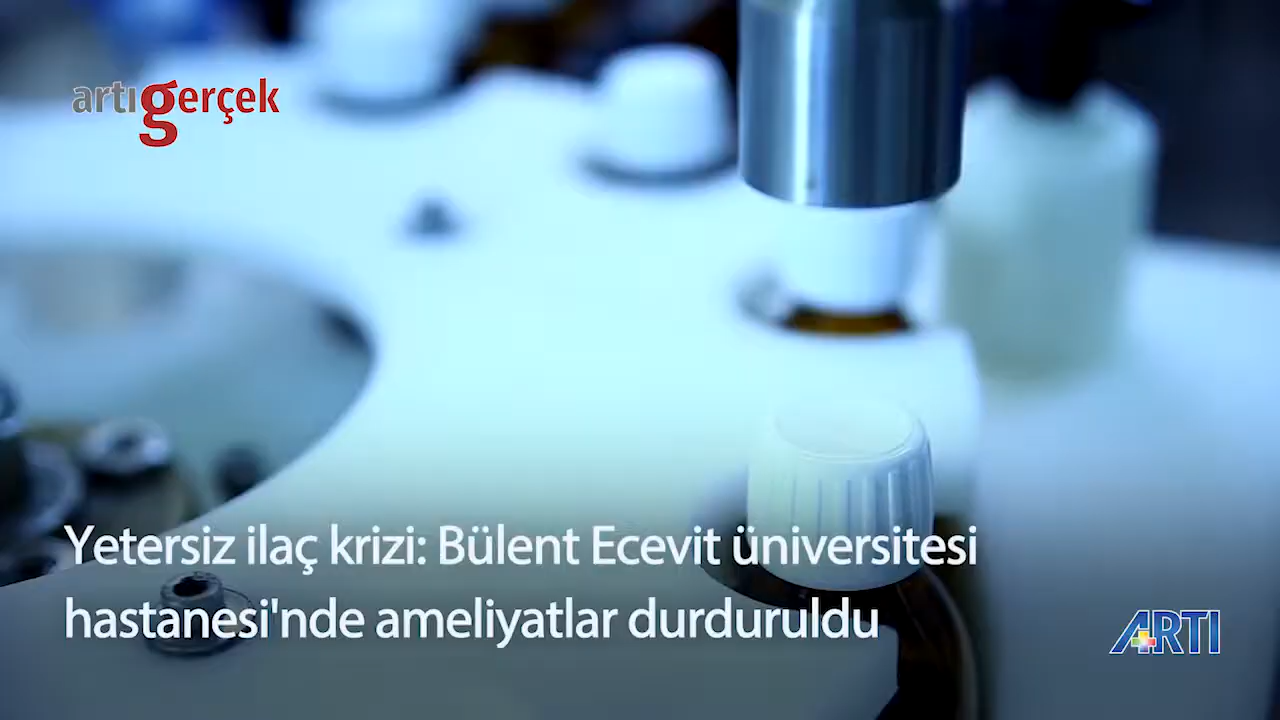 artıgerçek
Yetersiz ilaç krizi: Bülent Ecevit üniversitesi
hastanesi'nde ameliyatlar durduruldu
ARTI